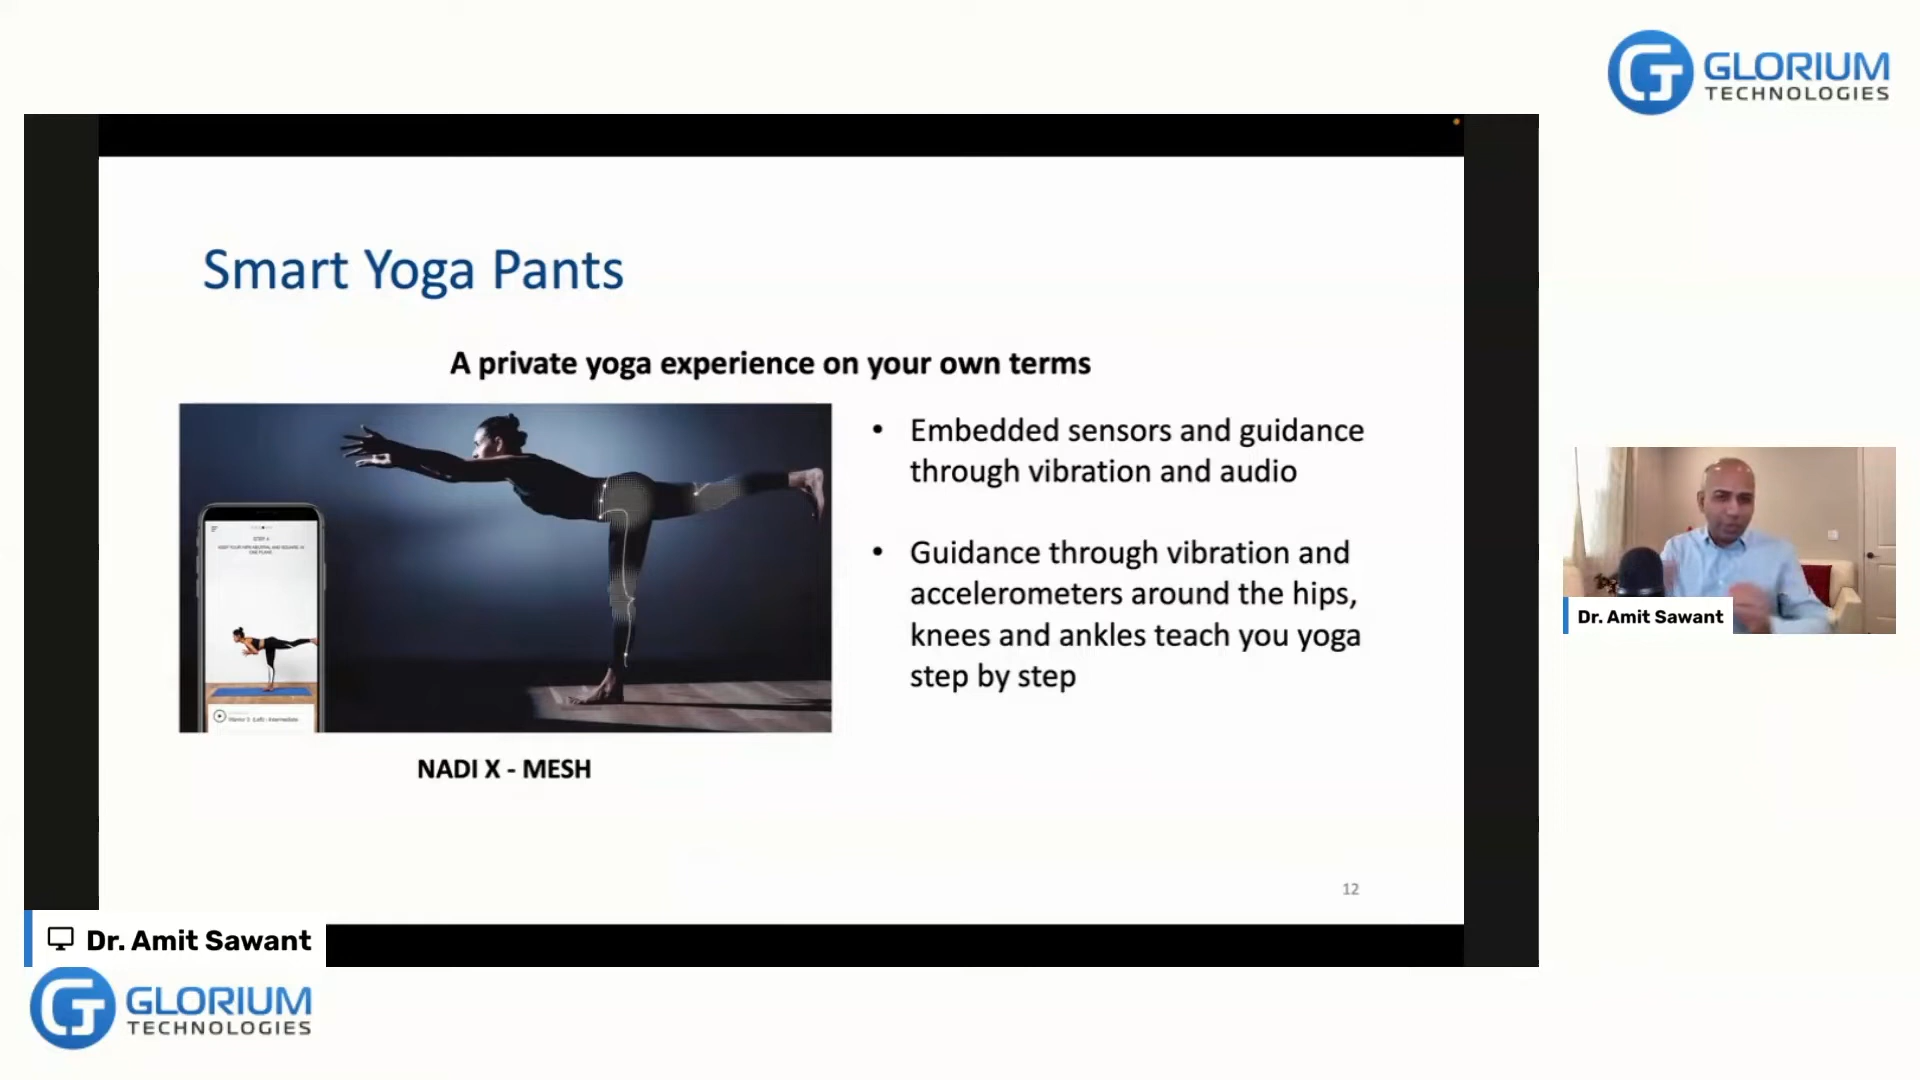 GLORIUM
TECHNOLOGIES
Smart Yoga Pants
A private yoga experience on your own terms
• Embedded sensors and guidance
through vibration and audio
• Guidance through vibration and
accelerometers around the hips,
knees and ankles teach you yoga
step by step
NADI X - MESH
12
Dr. Amit Sawant
Dr. Amit Sawant
GLORIUM
TECHNOLOGIES